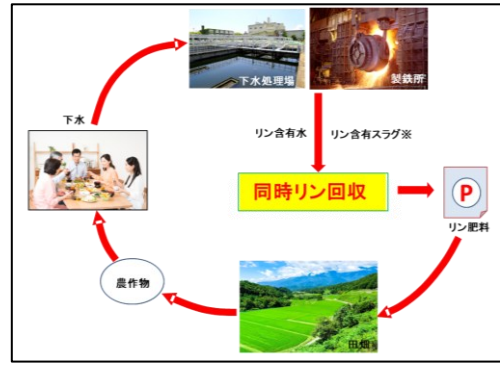 下水処理場
製鉄所
下水
リン含有水
リン含有スラグ※
同時リン回収
P
リン肥料
農作物
田畑